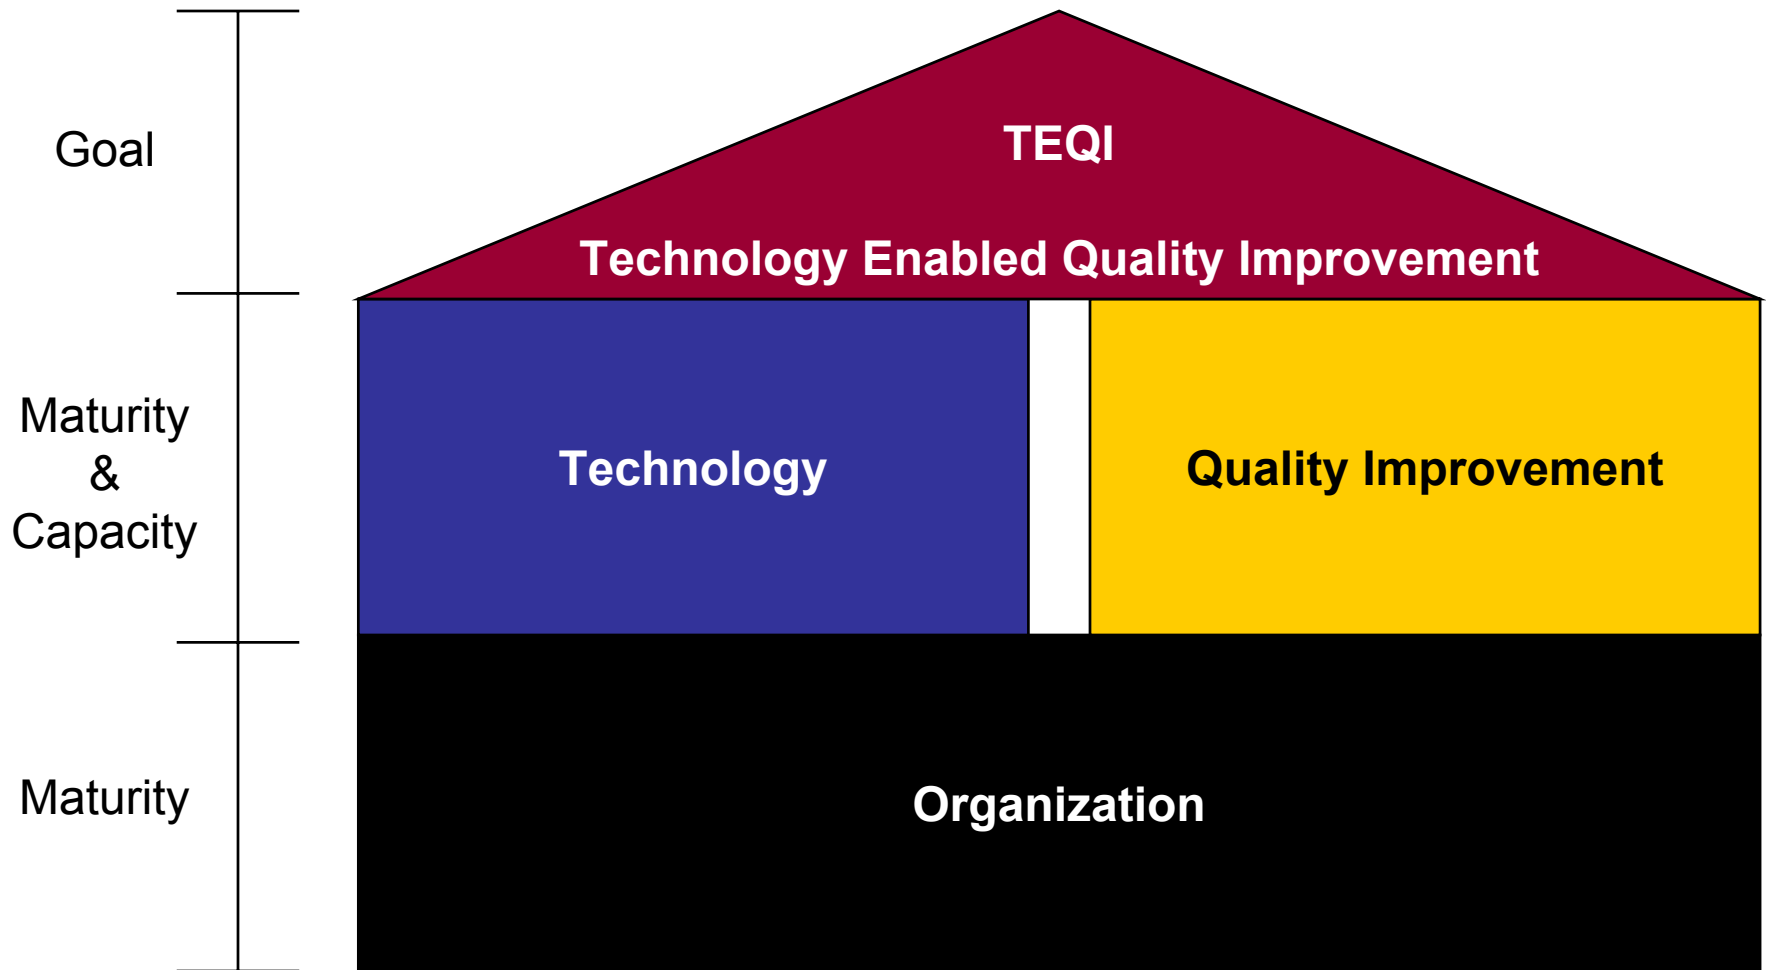 Goal
TEQI
Technology Enabled Quality Improvement
Maturity
&
Capacity
Technology
Quality Improvement
Maturity
Organization